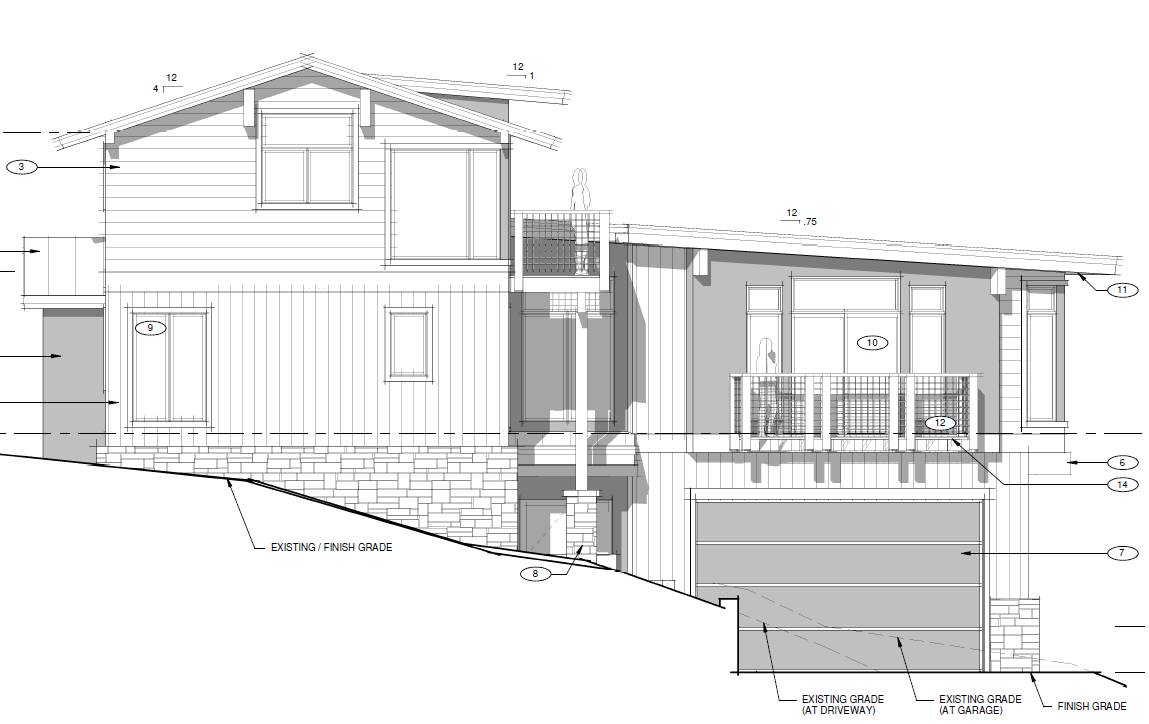 12
4
12
1
3
12
.75
11
9
10
12
6
14
EXISTING / FINISH GRADE
7
8
EXISTING GRADE
(AT DRIVEWAY)
EXISTING GRADE
(AT GARAGE)
FINISH GRADE